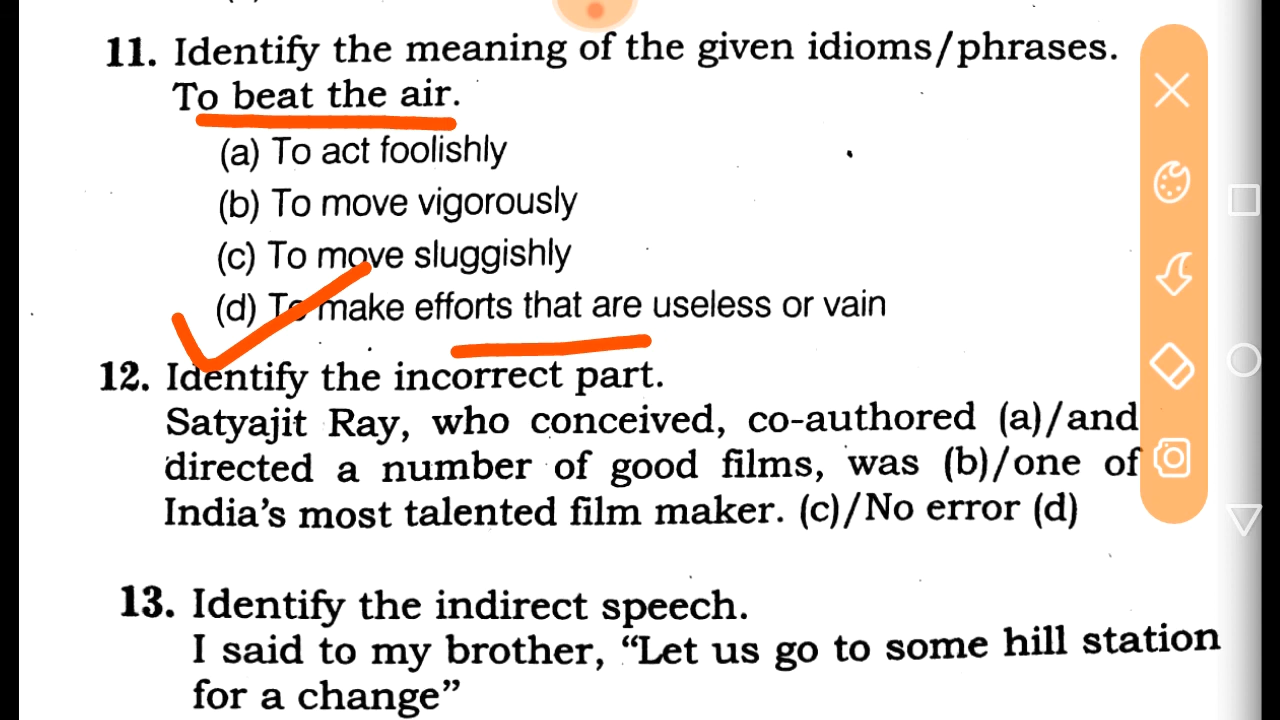 11. Identify the meaning of the given idioms/phrases.
To beat the air.
(a) To act foolishly
(b) To move vigorously
(c) To move sluggishly
(d) To make efforts that are useless or vain
12. Identify the incorrect part.
Satyajit Ray, who conceived, co-authored (a)/and
directed a number of good films, was (b)/one of
India's most talented film maker. (c)/No error (d)
13. Identify the indirect speech.
I said to my brother, “Let us go to some hill station
for a change”